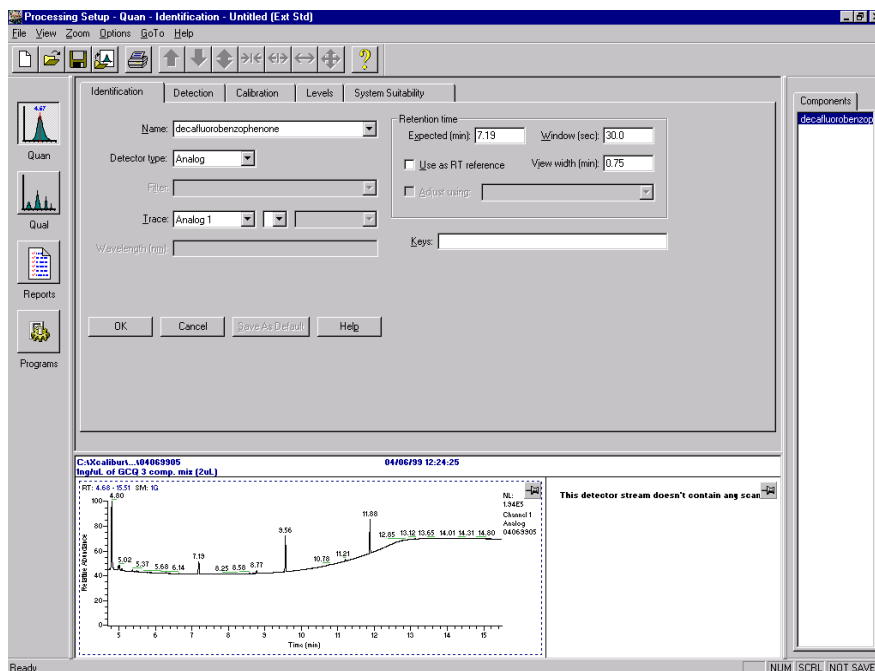 Processing Setup - Quan - Identification - Untitled (Ext Std)
File View Zoom Options GoTo Help
Identification Detection Calibration Levels System Suitability
Name: decafluorobenzophenone
Detector type: Analog
Filter:
Trace: Analog 1
Wavelength (nm):
Retention time
Expected (min): 7.19 Window (sec): 30.0
Use as RT reference View width (min): 0.75
Adjust using:
Keys:
OK Cancel Save As Default Help
4.67
Quan
Qual
Reports
Programs
Components
decafluorobenzop
C:\Xcalibur\...\04069905 04/06/99 12:24:25
1ng/uL of GCQ 3 comp. mix (2uL)
RT: 4.68 - 15.51 SM: 1G
NL:
1.94E5
Channel 1
Analog
04069905
4.80
5.02 5.37 5.68 6.14 7.19 8.25 8.58 8.77 9.56 10.78 11.21 11.88 12.85 13.12 13.65 14.01 14.31 14.80
Relative Abundance
100
80
60
40
20
0
5 6 7 8 9 10 11 12 13 14 15
Time (min)
This detector stream doesn't contain any scan
Ready NUM SCRL NOT SAVE